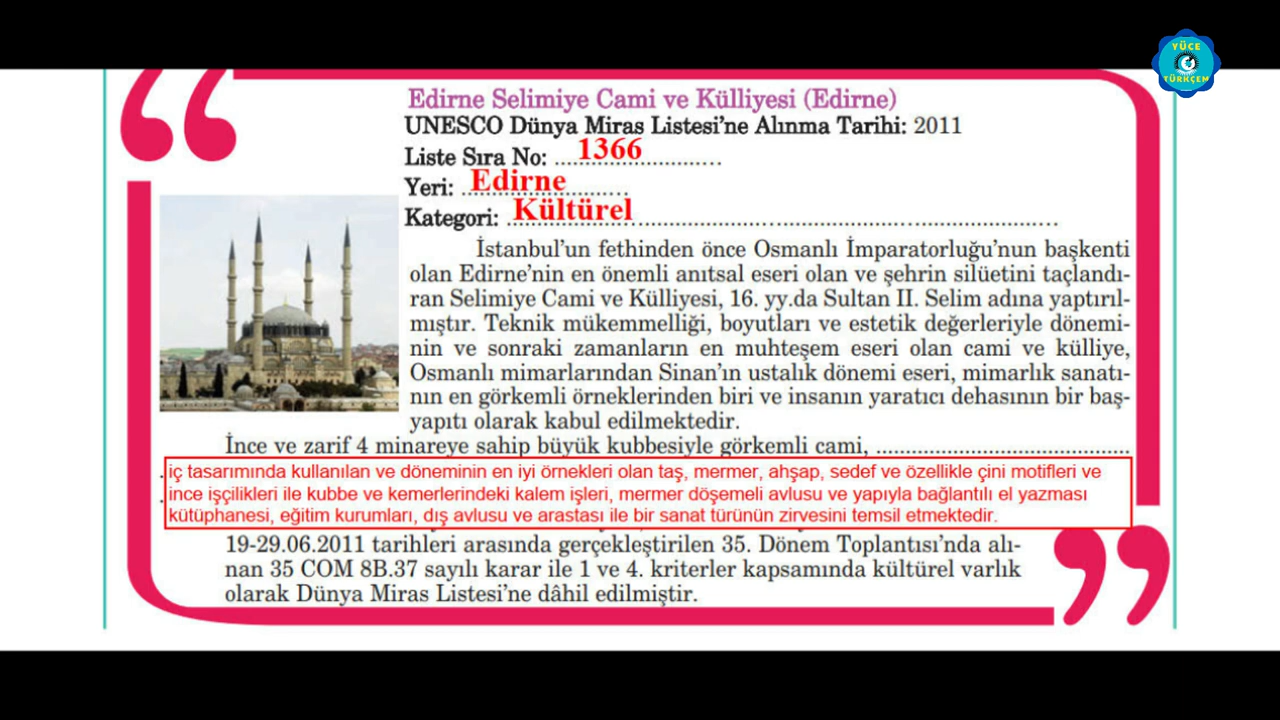 YÜCE
TÜRKÇEM
Edirne Selimiye Cami ve Külliyesi (Edirne)
UNESCO Dünya Miras Listesi'ne Alınma Tarihi: 2011
Liste Sıra No: ...1366...
Yeri: Edirne
Kategori: Kültürel
İstanbul'un fethinden önce Osmanlı İmparatorluğu'nun başkenti
olan Edirne'nin en önemli anıtsal eseri olan ve şehrin silüetini taçlandı-
ran Selimiye Cami ve Külliyesi, 16. yy.da Sultan II. Selim adına yaptırıl-
mıştır. Teknik mükemmelliği, boyutları ve estetik değerleriyle dönemi-
nin ve sonraki zamanların en muhteşem eseri olan cami ve külliye,
Osmanlı mimarlarından Sinan'ın ustalık dönemi eseri, mimarlık sanatı-
nın en görkemli örneklerinden biri ve insanın yaratıcı dehasının bir baş-
yapıtı olarak kabul edilmektedir.
İnce ve zarif 4 minareye sahip büyük kubbesiyle görkemli cami, ........................................
iç tasarımında kullanılan ve döneminin en iyi örnekleri olan taş, mermer, ahşap, sedef ve özellikle çini motifleri ve
ince işçilikleri ile kubbe ve kemerlerindeki kalem işleri, mermer döşemeli avlusu ve yapıyla bağlantılı el yazması
kütüphanesi, eğitim kurumları, dış avlusu ve arastası ile bir sanat türünün zirvesini temsil etmektedir.
19-29.06.2011 tarihleri arasında gerçekleştirilen 35. Dönem Toplantısı'nda alı-
nan 35 COM 8B.37 sayılı karar ile 1 ve 4. kriterler kapsamında kültürel varlık
olarak Dünya Miras Listesi'ne dâhil edilmiştir.